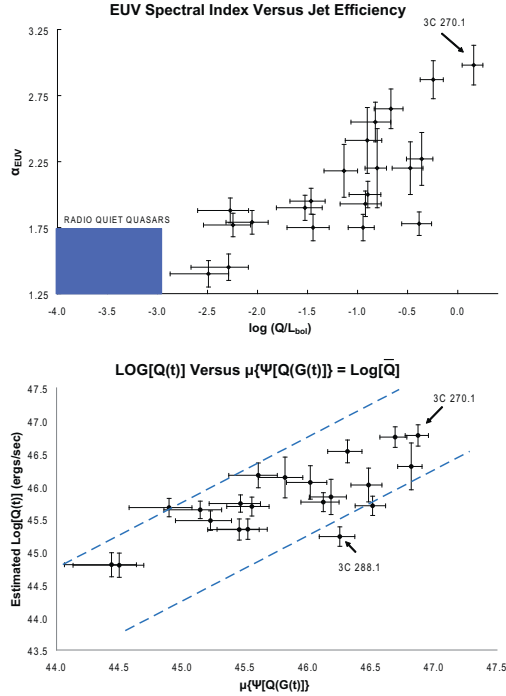 EUV Spectral Index Versus Jet Efficiency
3C 270.1
3.25
2.75
2.25
1.75
1.25
αEUV
RADIO QUIET QUASARS
-4.0 -3.5 -3.0 -2.5 -2.0 -1.5 -1.0 -0.5 0.0
log (Q/Lbol)
LOG[Q(t)] Versus μ{Ψ[Q(G(t)]} = Log[Q̅]
47.5
47.0
46.5
46.0
45.5
45.0
44.5
44.0
43.5
Estimated Log[Q(t)] (ergs/sec)
3C 270.1
3C 288.1
44.0 44.5 45.0 45.5 46.0 46.5 47.0 47.5
μ{Ψ[Q(G(t)]}